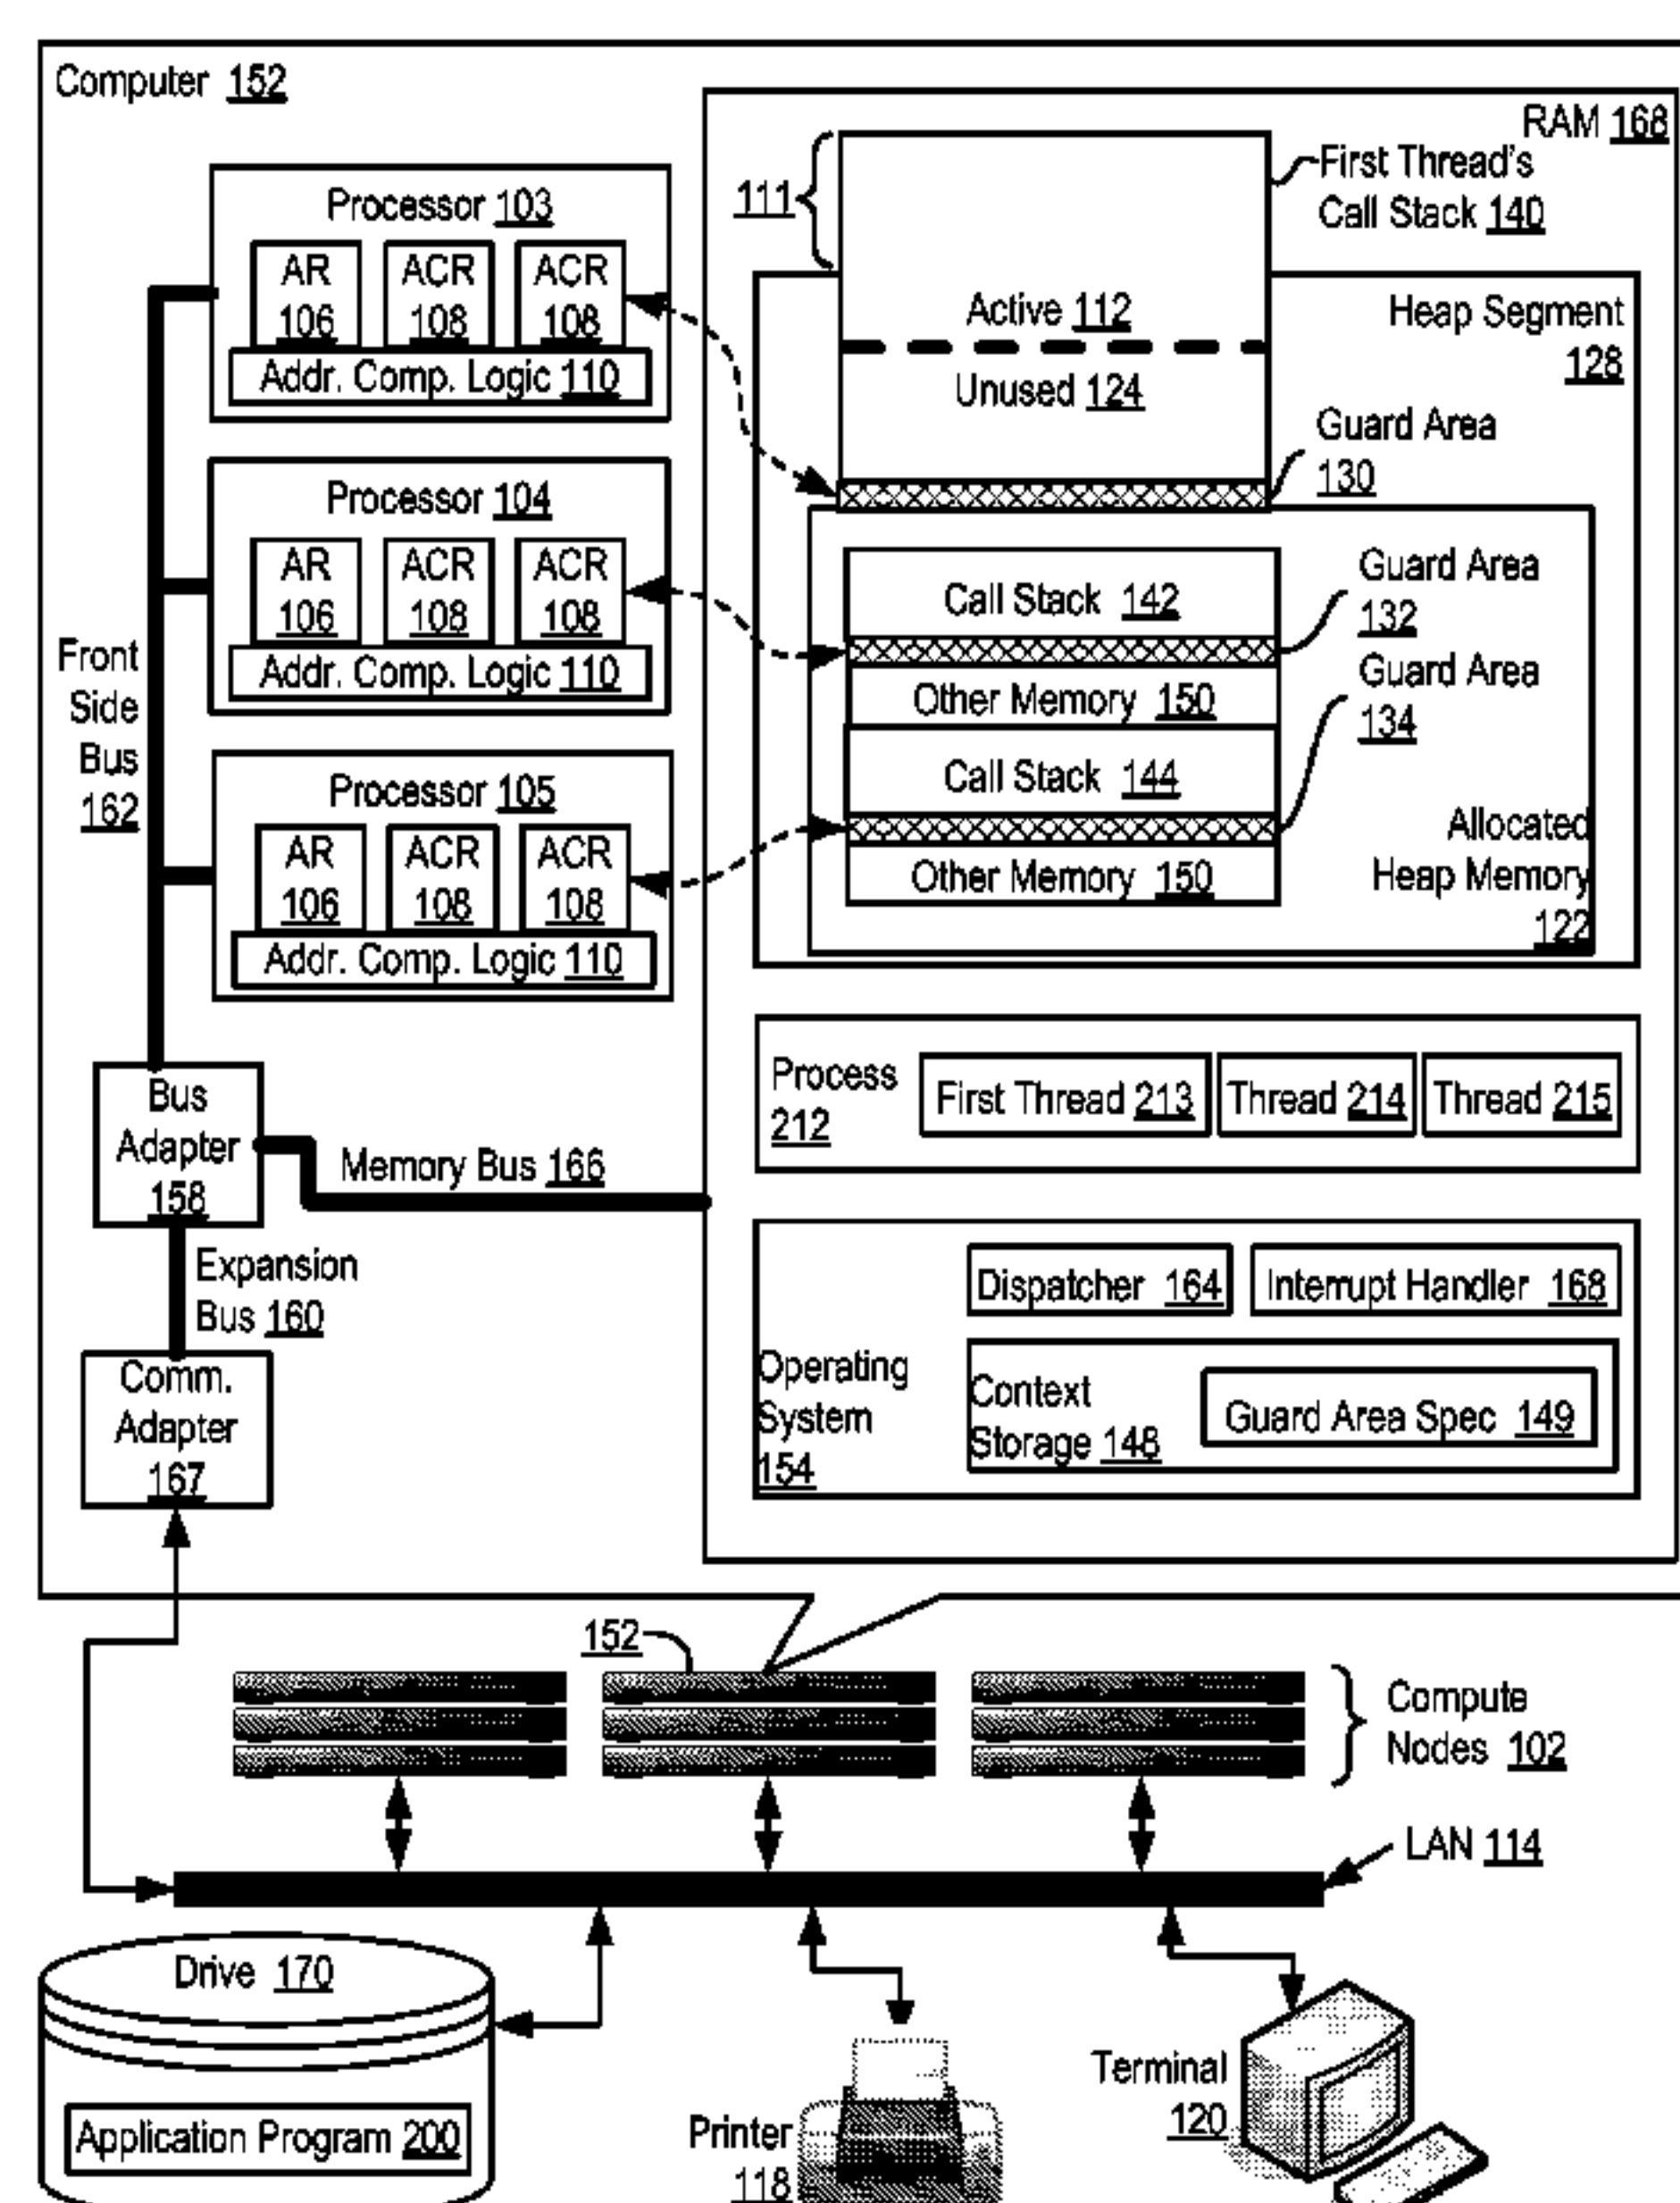 Computer 152
RAM 168
First Thread's
Call Stack 140
111
Processor 103
AR
106
ACR
108
ACR
108
Addr. Comp. Logic 110
Active 112
Unused 124
Heap Segment
128
Guard Area
130
Processor 104
AR
106
ACR
108
ACR
108
Addr. Comp. Logic 110
Call Stack 142
Guard Area
132
Other Memory 150
Guard Area
134
Front
Side
Bus
162
Processor 105
AR
106
ACR
108
ACR
108
Addr. Comp. Logic 110
Call Stack 144
Other Memory 150
Allocated
Heap Memory
122
Process
212
First Thread 213
Thread 214
Thread 215
Bus
Adapter
158
Memory Bus 166
Expansion
Bus 160
Comm.
Adapter
167
Operating
System
154
Dispatcher 164
Interrupt Handler 168
Context
Storage 148
Guard Area Spec 149
152
Compute
Nodes 102
LAN 114
Drive 170
Application Program 200
Printer
118
Terminal
120